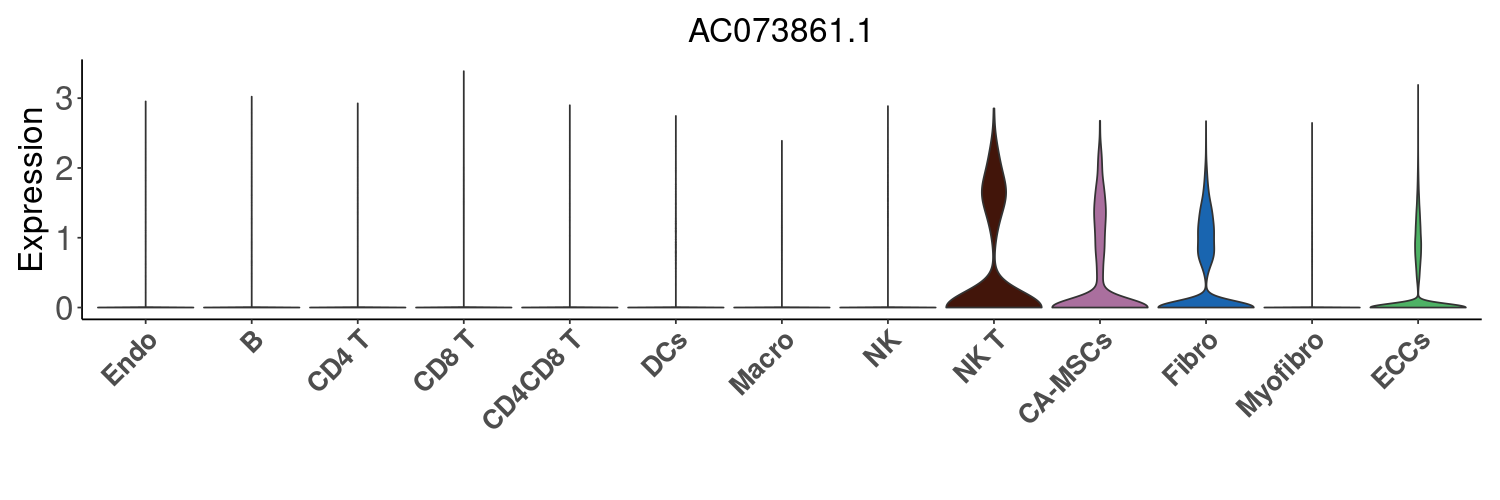 AC073861.1
Expression
3
2
1
0
Endo
B
CD4 T
CD8 T
CD4CD8 T
DCs
Macro
NK
NK T
CA-MSCs
Fibro
Myofibro
ECCs